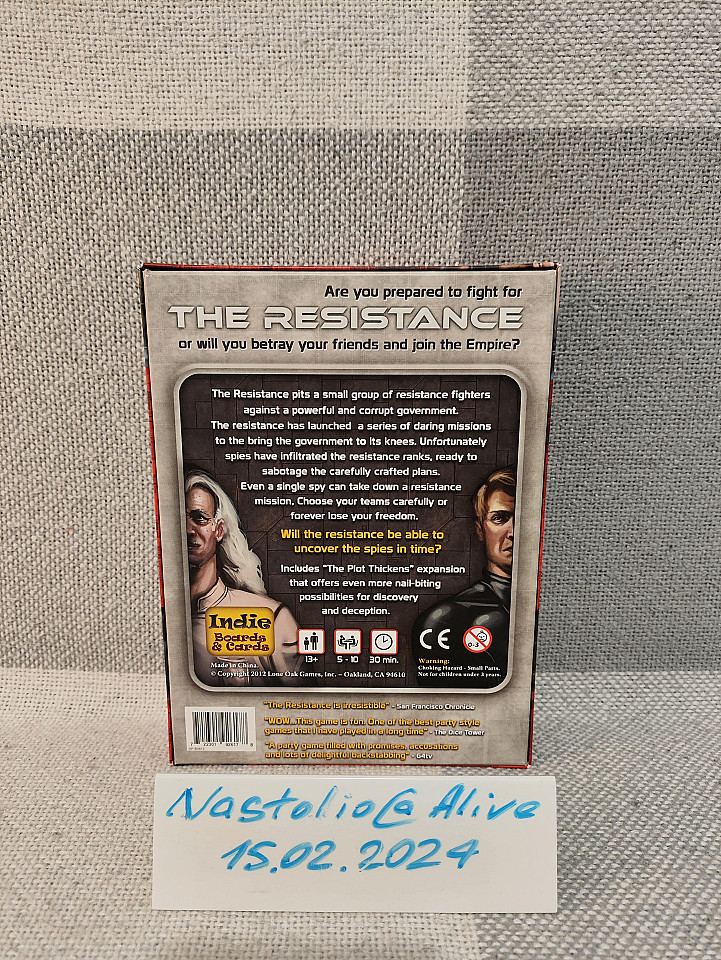 Are you prepared to fight for
THE RESISTANCE
or will you betray your friends and join the Empire?
The Resistance pits a small group of resistance fighters
against a powerful and corrupt government.
The resistance has launched a series of daring missions
to the bring the government to its knees. Unfortunately
spies have infiltrated the resistance ranks, ready to
sabotage the carefully crafted plans.
Even a single spy can take down a resistance
mission. Choose your teams carefully or
forever lose your freedom.
Will the resistance be able to
uncover the spies in time?
Includes "The Plot Thickens" expansion
that offers even more nail-biting
possibilities for discovery
and deception.
Indie
Boards
& Cards
13+
5 - 10
30 min.
CE
0-3
Made in China.
© Copyright 2012 Lone Oak Games, Inc. - Oakland, CA 94610
Warning:
Choking Hazard - Small Parts.
Not for children under 3 years.
"The Resistance is irresistible" - San Francisco Chronicle
"WOW...This game is fun. One of the best party style
games that I have played in a long time" - The Dice Tower
"A party game filled with promises, accusations
and lots of delightful backstabbing" - G4tv
7 22301 92617 8
Nastolio@Alive
15.02.2024